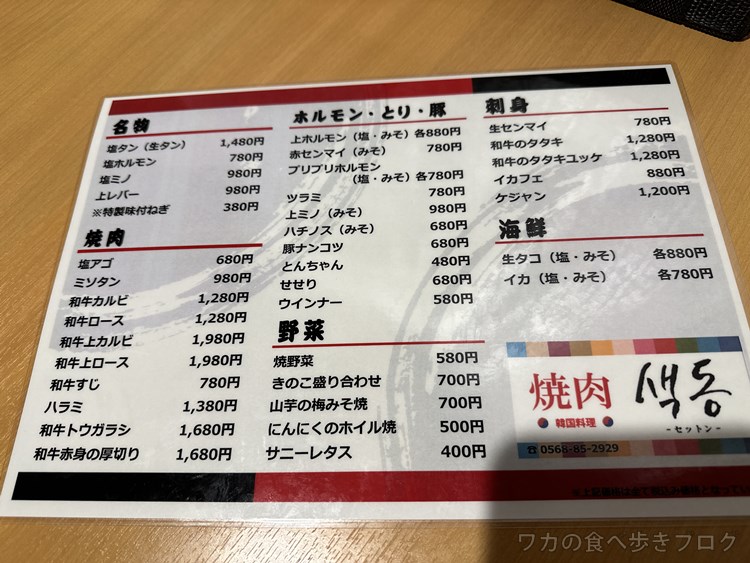 名物
塩タン（生タン） 1,480円
塩ホルモン 780円
塩ミノ 980円
上レバー 980円
※特製味付ねぎ 380円
焼肉
塩アゴ 680円
ミソタン 980円
和牛カルビ 1,280円
和牛ロース 1,280円
和牛上カルビ 1,980円
和牛上ロース 1,980円
和牛すじ 780円
ハラミ 1,380円
和牛トウガラシ 1,680円
和牛赤身の厚切り 1,680円
ホルモン・とり・豚
上ホルモン（塩・みそ）各880円
赤センマイ（みそ） 780円
プリプリホルモン
（塩・みそ）各780円
ツラミ 780円
上ミノ（みそ） 980円
ハチノス（みそ） 680円
豚ナンコツ 680円
とんちゃん 480円
せせり 680円
ウインナー 580円
野菜
焼野菜 580円
きのこ盛り合わせ 700円
山芋の梅みそ焼 700円
にんにくのホイル焼 500円
サニーレタス 400円
刺身
生センマイ 780円
和牛のタタキ 1,280円
和牛のタタキユッケ 1,280円
イカフェ 880円
ケジャン 1,200円
海鮮
生タコ（塩・みそ） 各880円
イカ（塩・みそ） 各780円
焼肉 색동
韓国料理 -セットン-
☎0568-85-2929
※上記価格は全て税込み価格となって
ワカの食べ歩きブログ